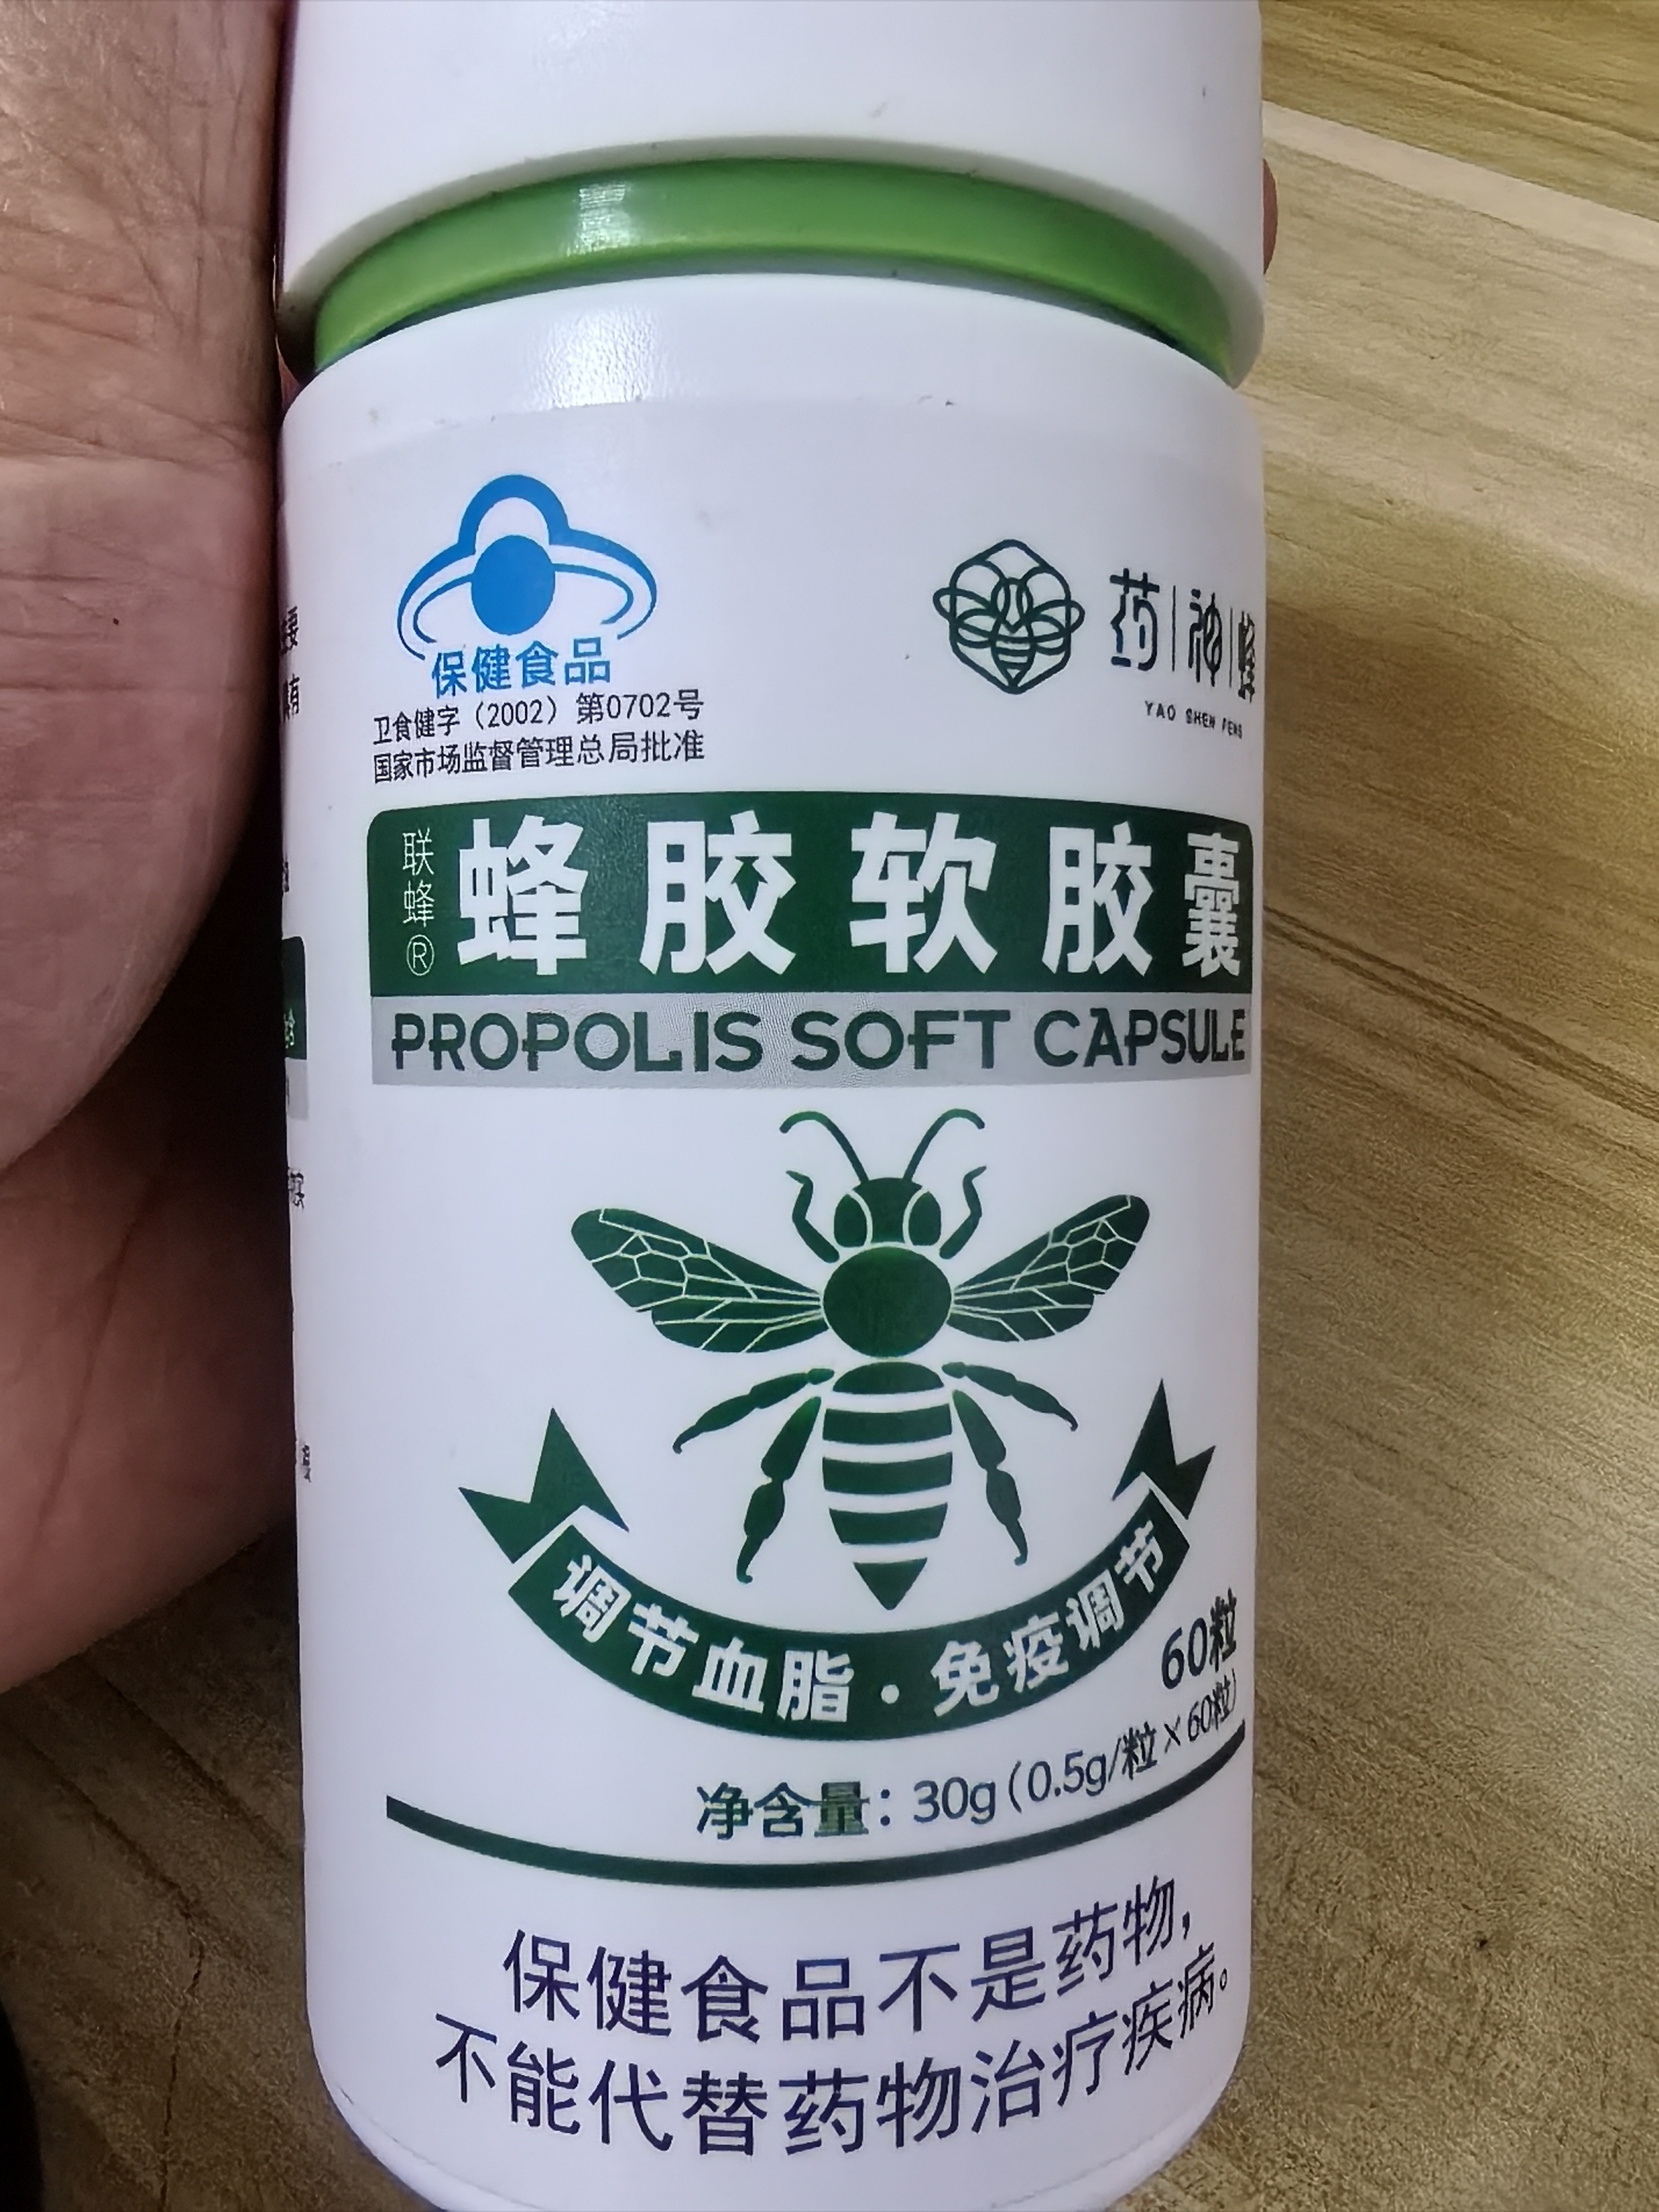 保健食品
卫食健字（2002）第0702号
国家市场监督管理总局批准
药|神|蜂
YAO SHEN FENG
联蜂®
蜂胶软胶囊
PROPOLIS SOFT CAPSULE
调节血脂·免疫调节
60粒
净含量：30g（0.5g/粒×60粒）
保健食品不是药物，
不能代替药物治疗疾病。